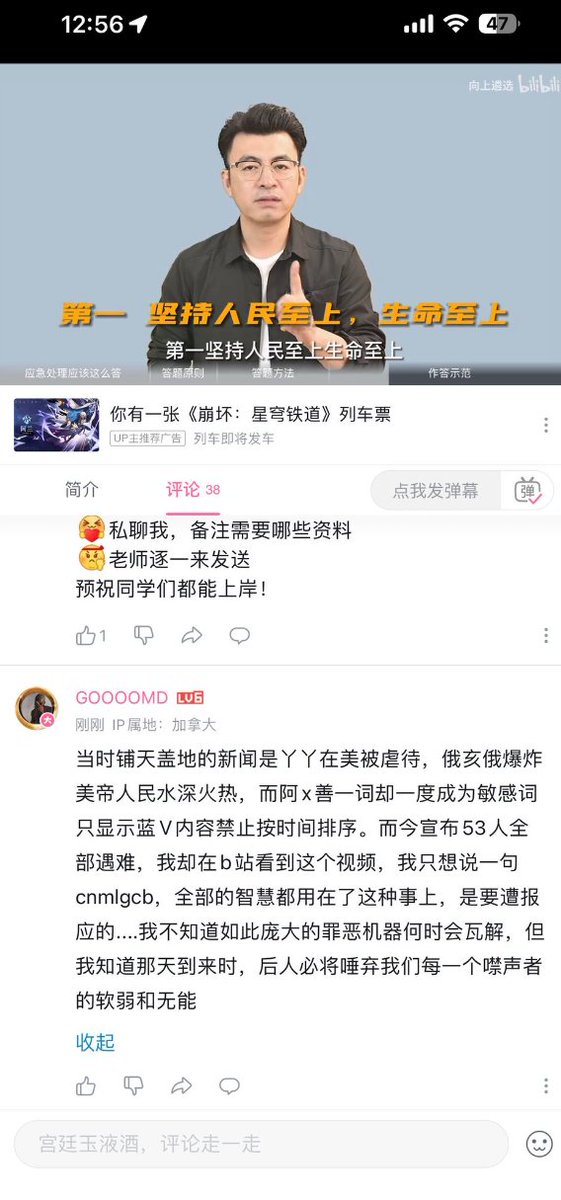 12:56
47
向上遴选 bilibili
第一 坚持人民至上，生命至上
第一坚持人民至上生命至上
应急处理应该这么答 答题原则 答题方法 作答示范
你有一张《崩坏：星穹铁道》列车票
UP主推荐广告 列车即将发车
简介 评论 38 点我发弹幕 弹
私聊我，备注需要哪些资料
老师逐一来发送
预祝同学们都能上岸！
1
GOOOOMD LV6
大
刚刚 IP属地：加拿大
当时铺天盖地的新闻是丫丫在美被虐待，俄亥俄爆炸
美帝人民水深火热，而阿x善一词却一度成为敏感词
只显示蓝V内容禁止按时间排序。而今宣布53人全
部遇难，我却在b站看到这个视频，我只想说一句
cnmlgcb，全部的智慧都用在了这种事上，是要遭报
应的....我不知道如此庞大的罪恶机器何时会瓦解，但
我知道那天到来时，后人必将唾弃我们每一个噤声者
的软弱和无能
收起
宫廷玉液酒，评论走一走